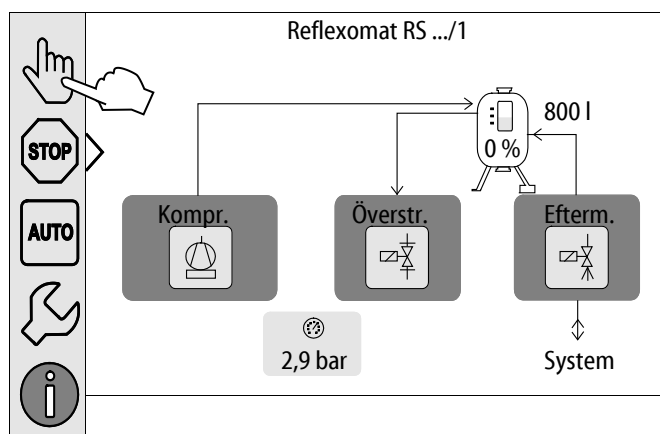 Reflexomat RS .../1
800 l
STOP
0 %
AUTO
Kompr.
Överstr.
Efterm.
2,9 bar
System
i